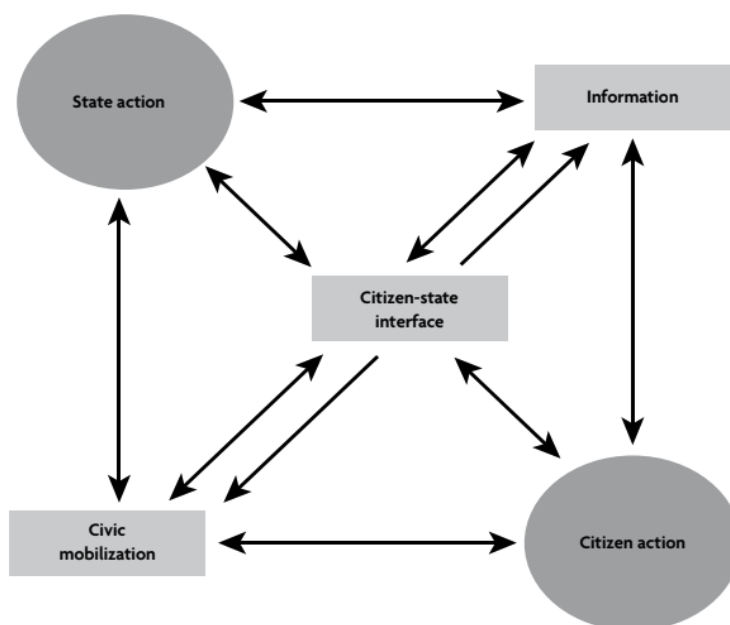 State action
Information
Citizen-state
interface
Civic
mobilization
Citizen action